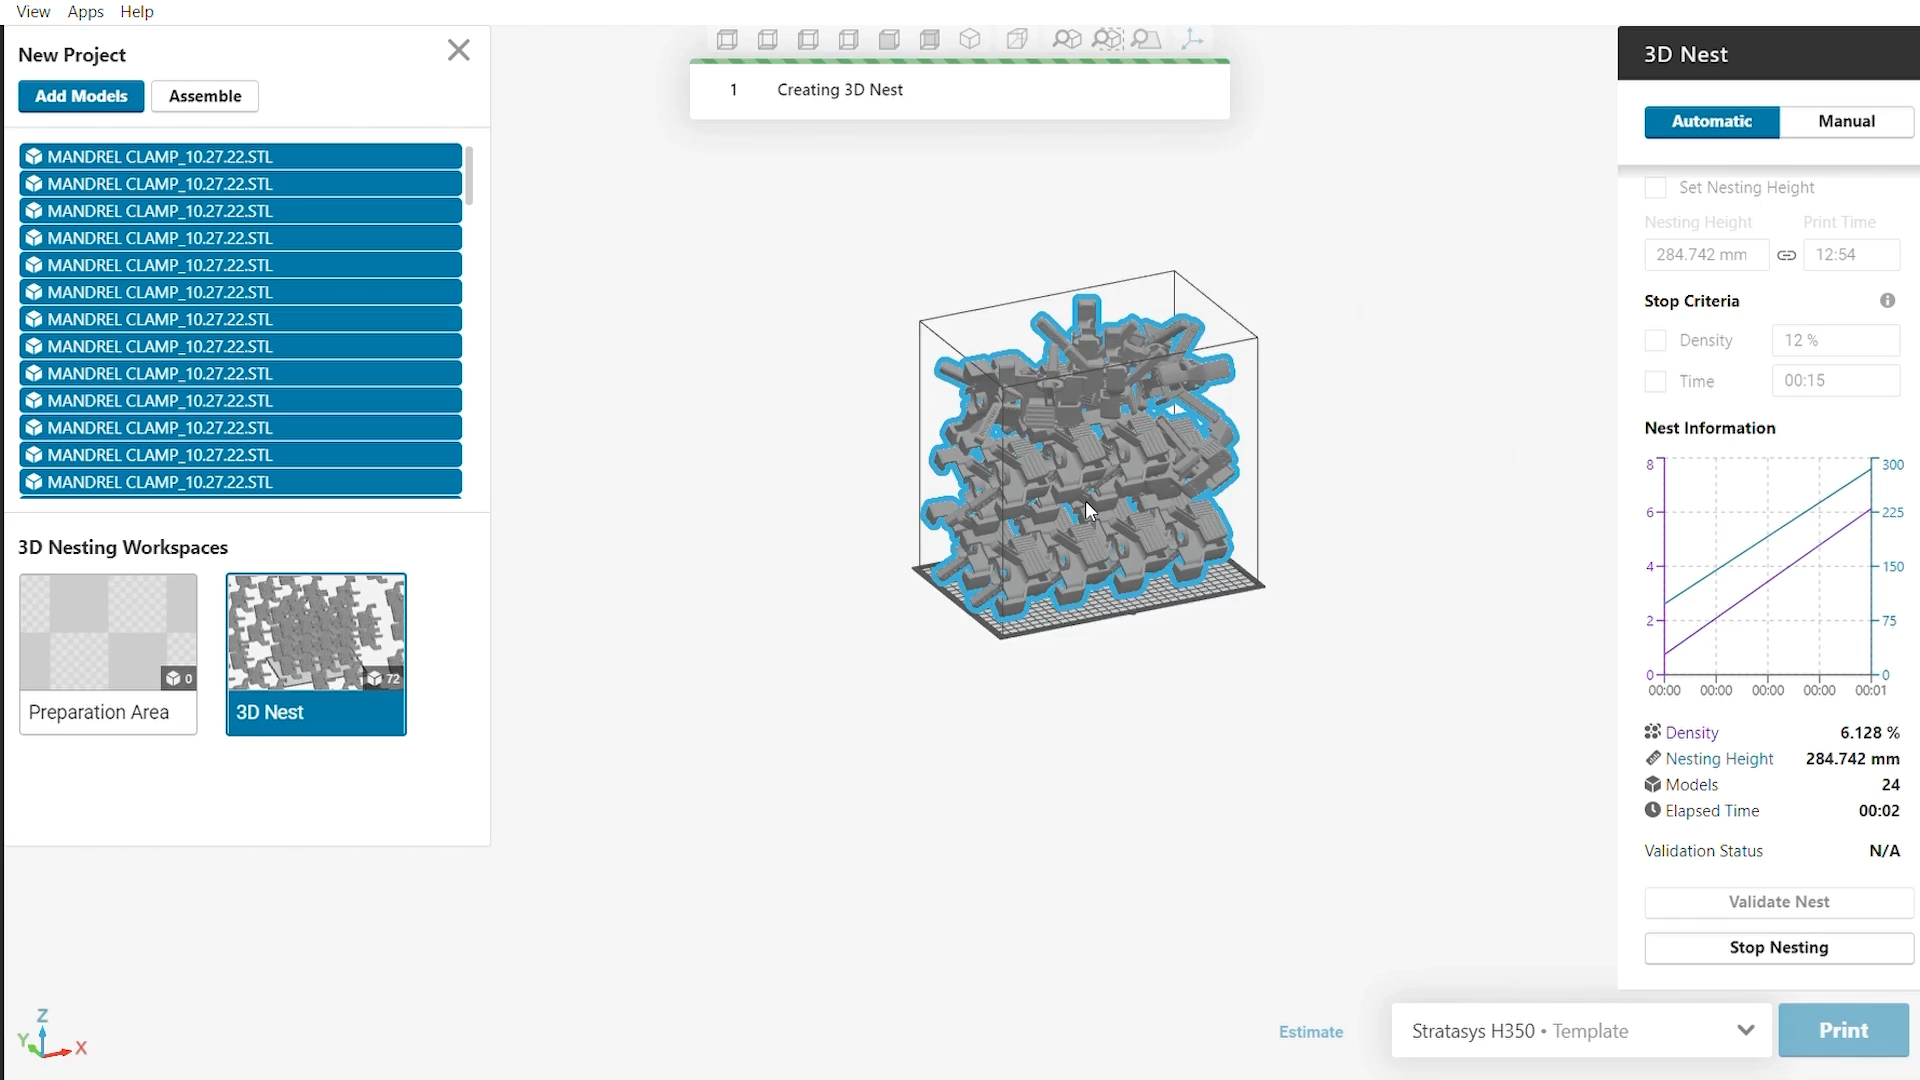 View Apps Help
New Project
Add Models Assemble
MANDREL CLAMP_10.27.22.STL
MANDREL CLAMP_10.27.22.STL
MANDREL CLAMP_10.27.22.STL
MANDREL CLAMP_10.27.22.STL
MANDREL CLAMP_10.27.22.STL
MANDREL CLAMP_10.27.22.STL
MANDREL CLAMP_10.27.22.STL
MANDREL CLAMP_10.27.22.STL
MANDREL CLAMP_10.27.22.STL
MANDREL CLAMP_10.27.22.STL
MANDREL CLAMP_10.27.22.STL
MANDREL CLAMP_10.27.22.STL
MANDREL CLAMP_10.27.22.STL
3D Nesting Workspaces
0
Preparation Area
72
3D Nest
Z
Y
X
1 Creating 3D Nest
3D Nest
Automatic Manual
Set Nesting Height
Nesting Height Print Time
284.742 mm 12:54
Stop Criteria
Density 12 %
Time 00:15
Nest Information
8 300
6 225
4 150
2 75
0 0
00:00 00:00 00:00 00:00 00:01
Density 6.128 %
Nesting Height 284.742 mm
Models 24
Elapsed Time 00:02
Validation Status N/A
Validate Nest
Stop Nesting
Estimate Stratasys H350 • Template Print